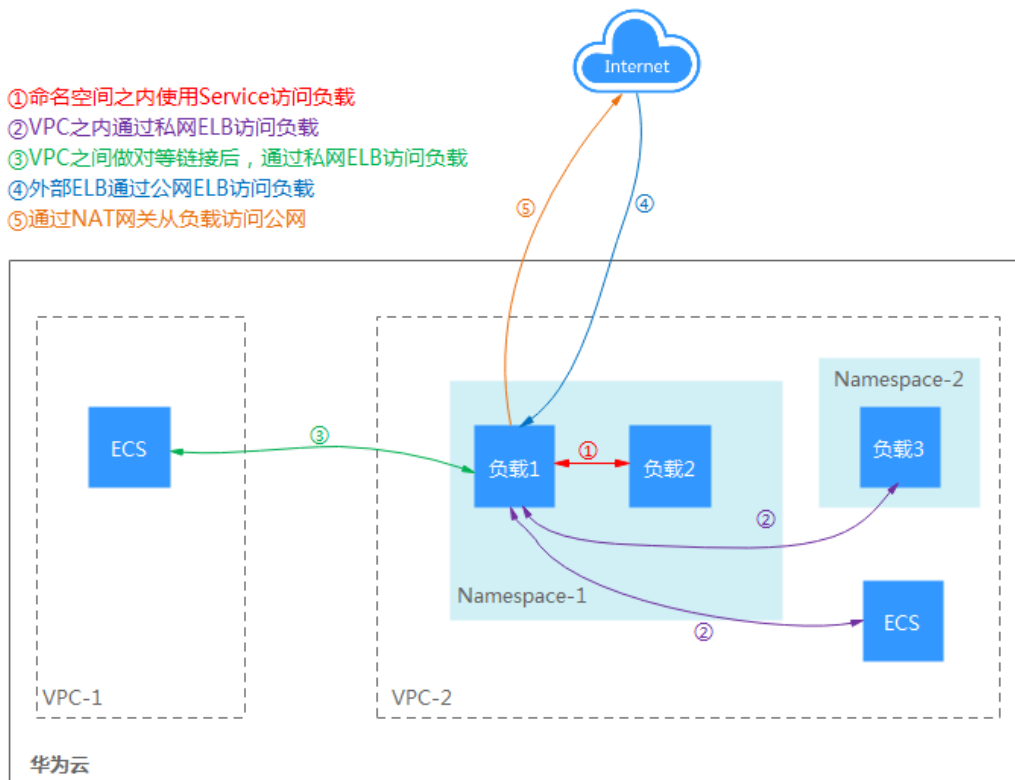 Internet
①命名空间之内使用Service访问负载
②VPC之内通过私网ELB访问负载
③VPC之间做对等链接后，通过私网ELB访问负载
④外部ELB通过公网ELB访问负载
⑤通过NAT网关从负载访问公网
⑤
④
Namespace-2
ECS
③
负载1
①
负载2
负载3
②
Namespace-1
②
ECS
VPC-1
VPC-2
华为云